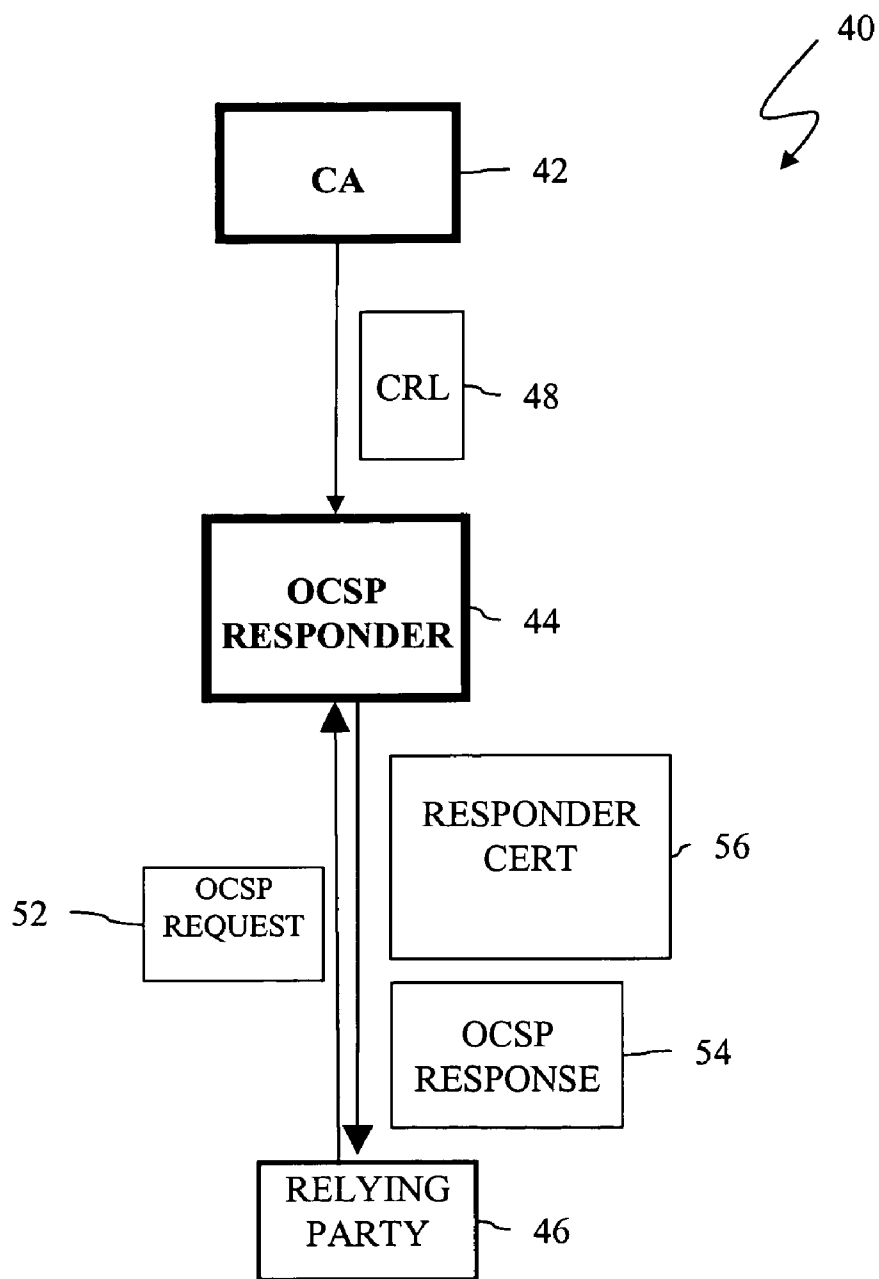 40
CA
42
CRL
48
OCSP
RESPONDER
44
RESPONDER
CERT
56
OCSP
REQUEST
52
OCSP
RESPONSE
54
RELYING
PARTY
46